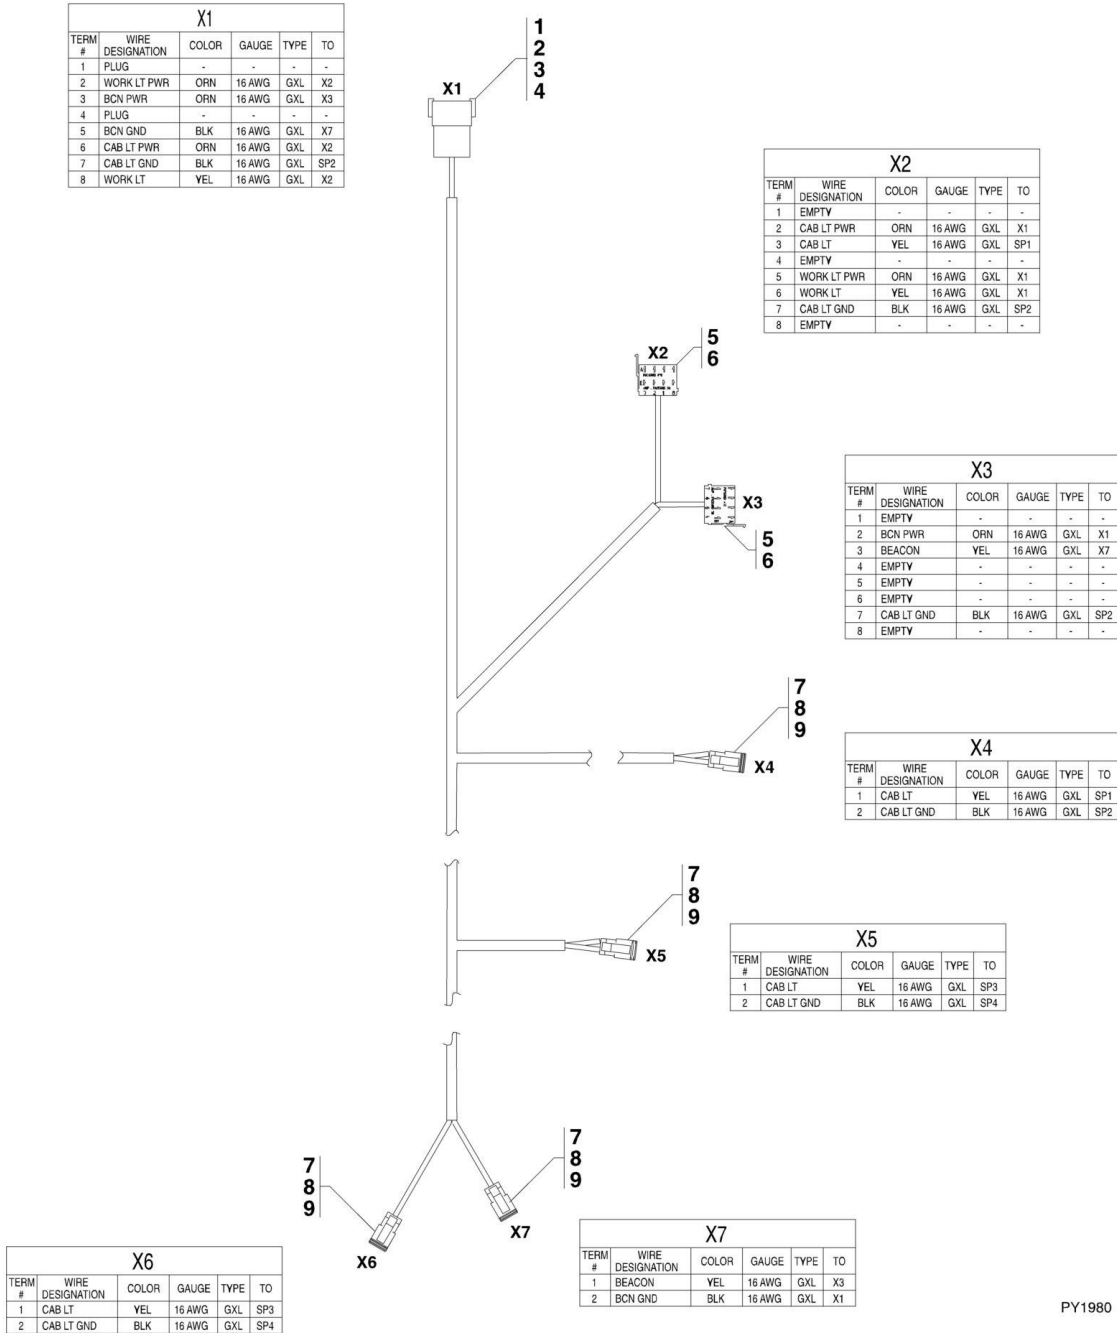 X1
TERM # WIRE DESIGNATION COLOR GAUGE TYPE TO
1 PLUG - - - -
2 WORK LT PWR ORN 16 AWG GXL X2
3 BCN PWR ORN 16 AWG GXL X3
4 PLUG - - - -
5 BCN GND BLK 16 AWG GXL X7
6 CAB LT PWR ORN 16 AWG GXL X2
7 CAB LT GND BLK 16 AWG GXL SP2
8 WORK LT YEL 16 AWG GXL X2
1
2
3
4
X1
X2
TERM # WIRE DESIGNATION COLOR GAUGE TYPE TO
1 EMPTY - - - -
2 CAB LT PWR ORN 16 AWG GXL X1
3 CAB LT YEL 16 AWG GXL SP1
4 EMPTY - - - -
5 WORK LT PWR ORN 16 AWG GXL X1
6 WORK LT YEL 16 AWG GXL X1
7 CAB LT GND BLK 16 AWG GXL SP2
8 EMPTY - - - -
5
6
X2
X3
5
6
X3
TERM # WIRE DESIGNATION COLOR GAUGE TYPE TO
1 EMPTY - - - -
2 BCN PWR ORN 16 AWG GXL X1
3 BEACON YEL 16 AWG GXL X7
4 EMPTY - - - -
5 EMPTY - - - -
6 EMPTY - - - -
7 CAB LT GND BLK 16 AWG GXL SP2
8 EMPTY - - - -
7
8
9
X4
X4
TERM # WIRE DESIGNATION COLOR GAUGE TYPE TO
1 CAB LT YEL 16 AWG GXL SP1
2 CAB LT GND BLK 16 AWG GXL SP2
7
8
9
X5
X5
TERM # WIRE DESIGNATION COLOR GAUGE TYPE TO
1 CAB LT YEL 16 AWG GXL SP3
2 CAB LT GND BLK 16 AWG GXL SP4
7
8
9
X6
7
8
9
X7
X6
TERM # WIRE DESIGNATION COLOR GAUGE TYPE TO
1 CAB LT YEL 16 AWG GXL SP3
2 CAB LT GND BLK 16 AWG GXL SP4
X7
TERM # WIRE DESIGNATION COLOR GAUGE TYPE TO
1 BEACON YEL 16 AWG GXL X3
2 BCN GND BLK 16 AWG GXL X1
PY1980